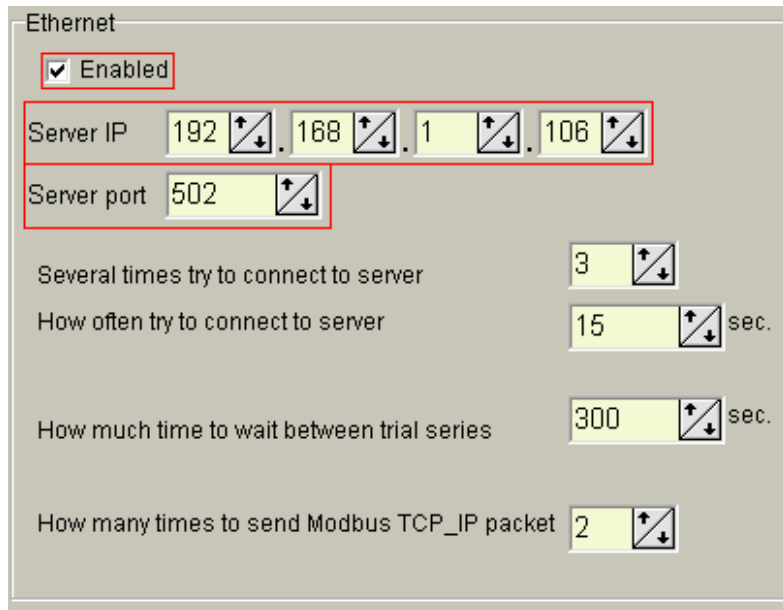 Ethernet
Enabled
Server IP 192 . 168 . 1 . 106
Server port 502
Several times try to connect to server 3
How often try to connect to server 15 sec.
How much time to wait between trial series 300 sec.
How many times to send Modbus TCP_IP packet 2